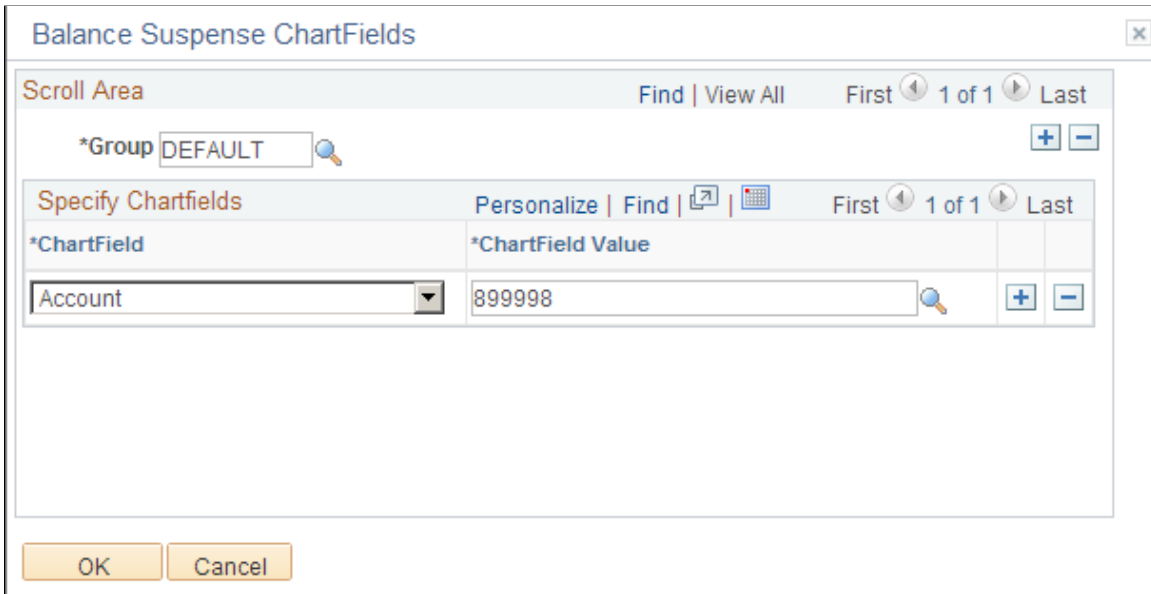 Balance Suspense ChartFields
Scroll Area Find | View All First 1 of 1 Last
*Group DEFAULT
Specify Chartfields Personalize | Find | | First 1 of 1 Last
*ChartField *ChartField Value
Account 899998
OK Cancel